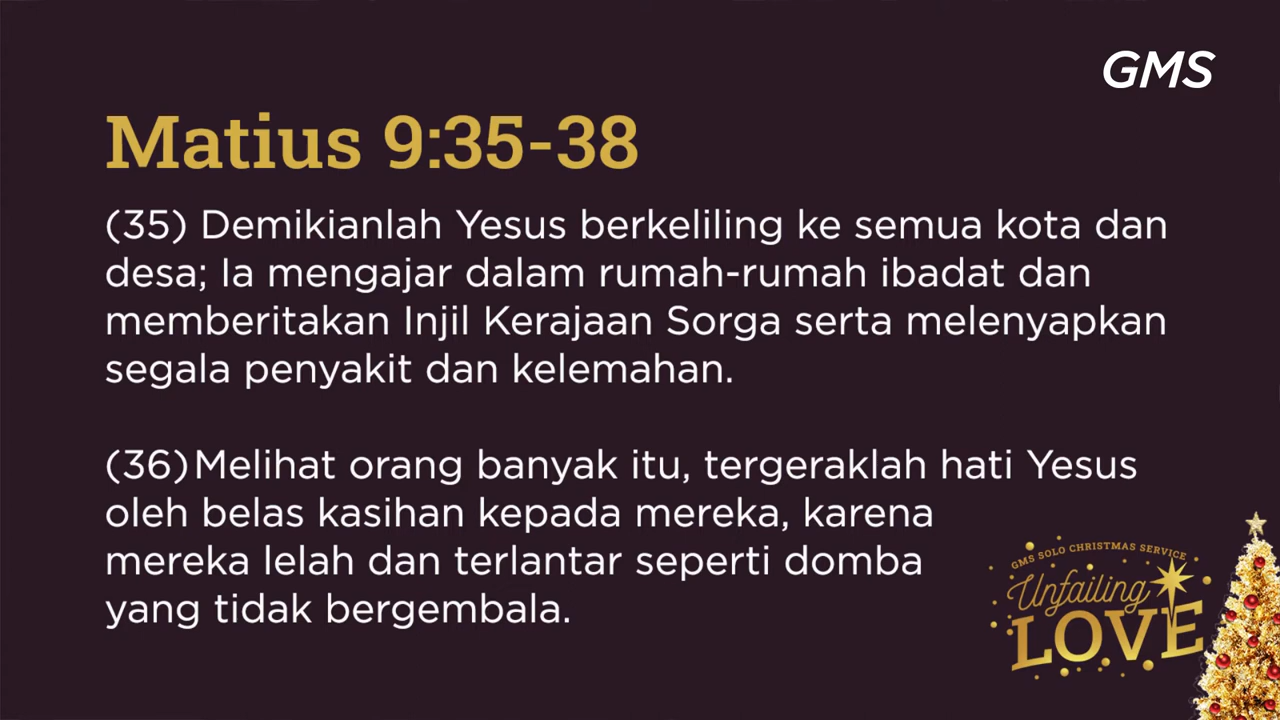 GMS
Matius 9:35-38
(35) Demikianlah Yesus berkeliling ke semua kota dan
desa; Ia mengajar dalam rumah-rumah ibadat dan
memberitakan Injil Kerajaan Sorga serta melenyapkan
segala penyakit dan kelemahan.
(36)Melihat orang banyak itu, tergeraklah hati Yesus
oleh belas kasihan kepada mereka, karena
mereka lelah dan terlantar seperti domba
yang tidak bergembala.
GMS SOLO CHRISTMAS SERVICE
Unfailing
LOVE